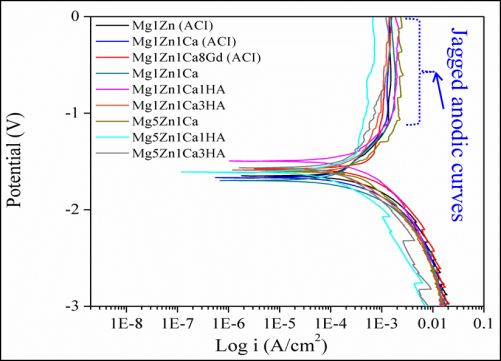 0
-1
-2
-3
Potential (V)
Mg1Zn (ACI)
Mg1Zn1Ca (ACI)
Mg1Zn1Ca8Gd (ACI)
Mg1Zn1Ca
Mg1Zn1Ca1HA
Mg1Zn1Ca3HA
Mg5Zn1Ca
Mg5Zn1Ca1HA
Mg5Zn1Ca3HA
Jagged anodic curves
1E-8 1E-7 1E-6 1E-5 1E-4 1E-3 0.01 0.1
Log i (A/cm²)